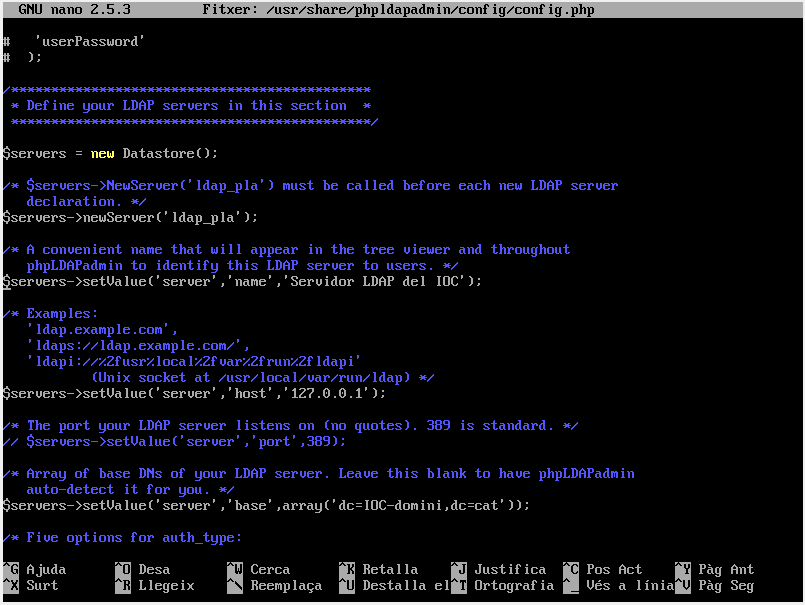 GNU nano 2.5.3 Fitxer: /usr/share/phpldapadmin/config/config.php
#   'userPassword'
#  );
/*********************************************
 * Define your LDAP servers in this section  *
 *********************************************/
$servers = new Datastore();
/* $servers->NewServer('ldap_pla') must be called before each new LDAP server
   declaration. */
$servers->newServer('ldap_pla');
/* A convenient name that will appear in the tree viewer and throughout
   phpLDAPadmin to identify this LDAP server to users. */
$servers->setValue('server','name','Servidor LDAP del IOC');
/* Examples:
   'ldap.example.com',
   'ldaps://ldap.example.com/',
   'ldapi://%2fusr%local%2fvar%2frun%2fldapi'
           (Unix socket at /usr/local/var/run/ldap) */
$servers->setValue('server','host','127.0.0.1');
/* The port your LDAP server listens on (no quotes). 389 is standard. */
// $servers->setValue('server','port',389);
/* Array of base DNs of your LDAP server. Leave this blank to have phpLDAPadmin
   auto-detect it for you. */
$servers->setValue('server','base',array('dc=IOC-domini,dc=cat'));
/* Five options for auth_type:
^G Ajuda ^O Desa ^W Cerca ^K Retalla ^J Justifica ^C Pos Act ^Y Pàg Ant
^X Surt ^R Llegeix ^\ Reemplaça ^U Destalla el ^T Ortografia ^_ Vés a línia ^V Pàg Seg